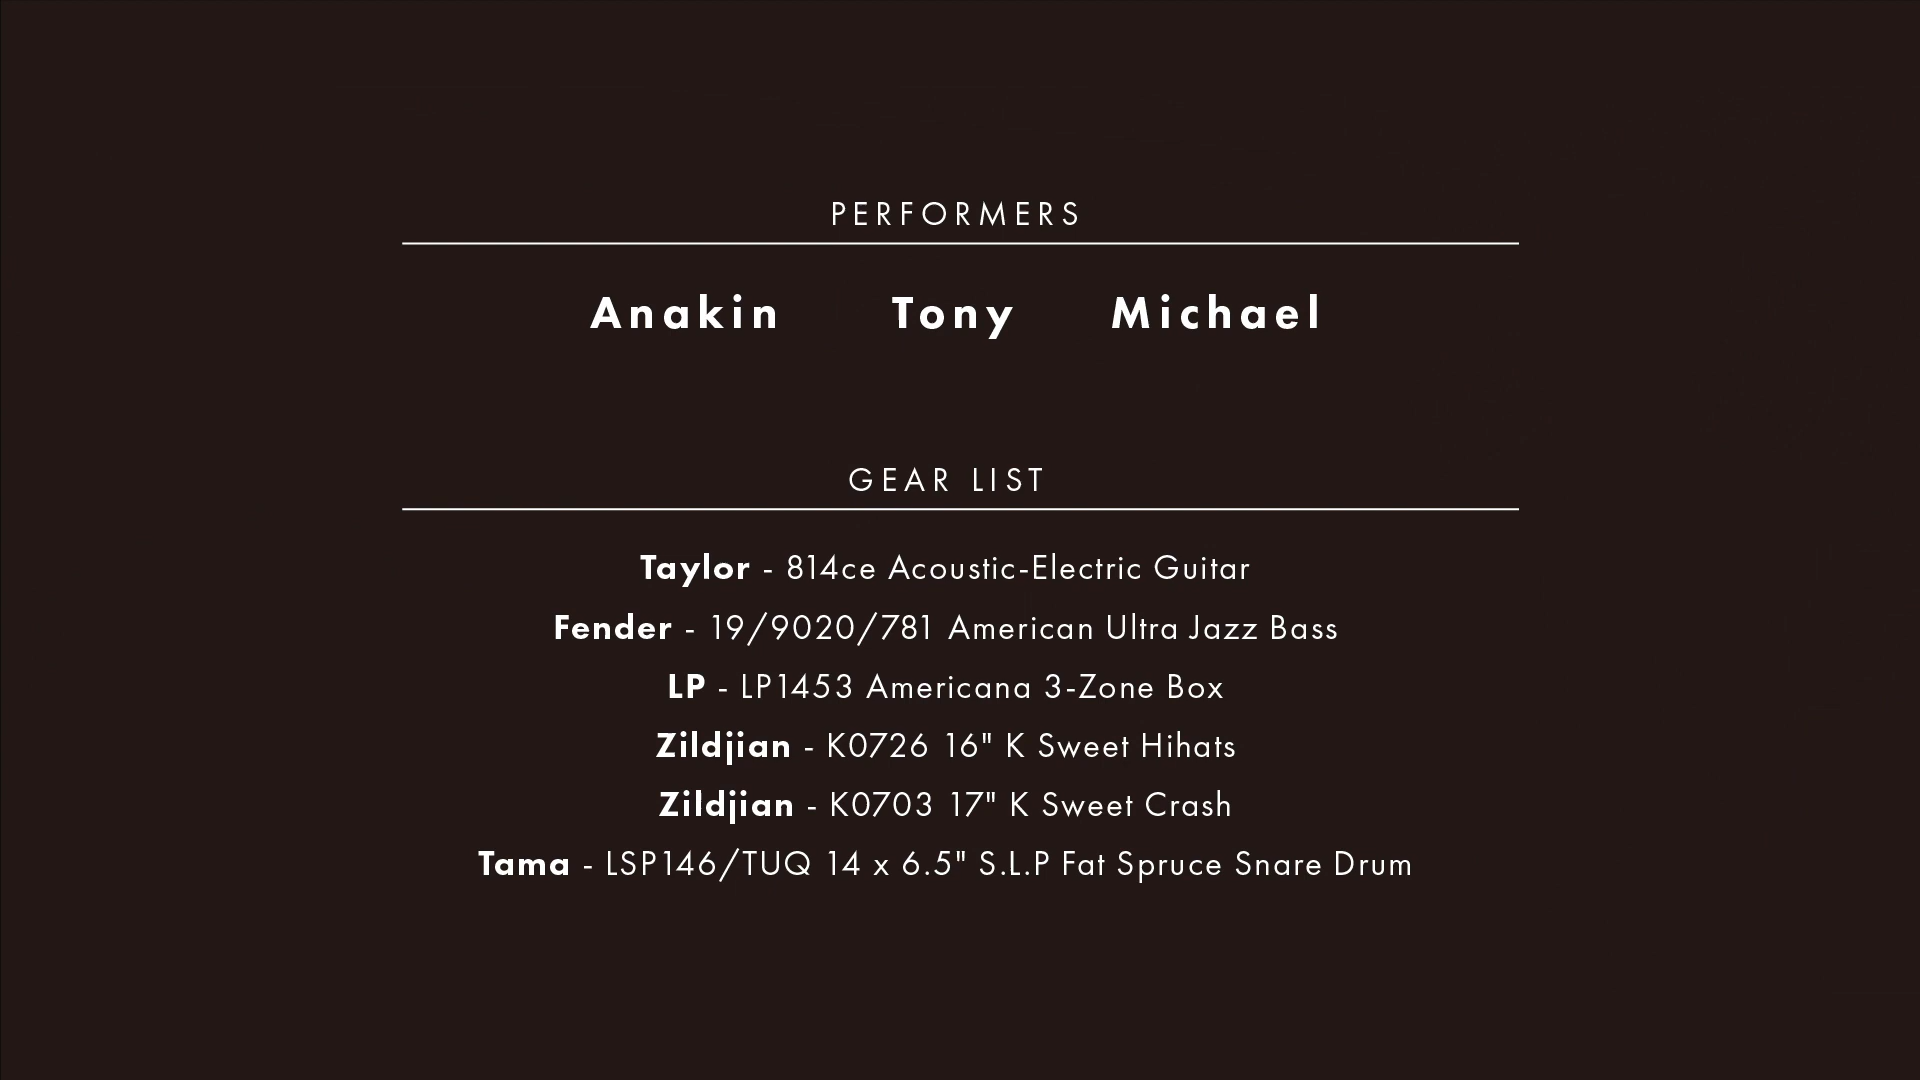 PERFORMERS
Anakin Tony Michael
GEAR LIST
Taylor - 814ce Acoustic-Electric Guitar
Fender - 19/9020/781 American Ultra Jazz Bass
LP - LP1453 Americana 3-Zone Box
Zildjian - K0726 16" K Sweet Hihats
Zildjian - K0703 17" K Sweet Crash
Tama - LSP146/TUQ 14 x 6.5" S.L.P Fat Spruce Snare Drum